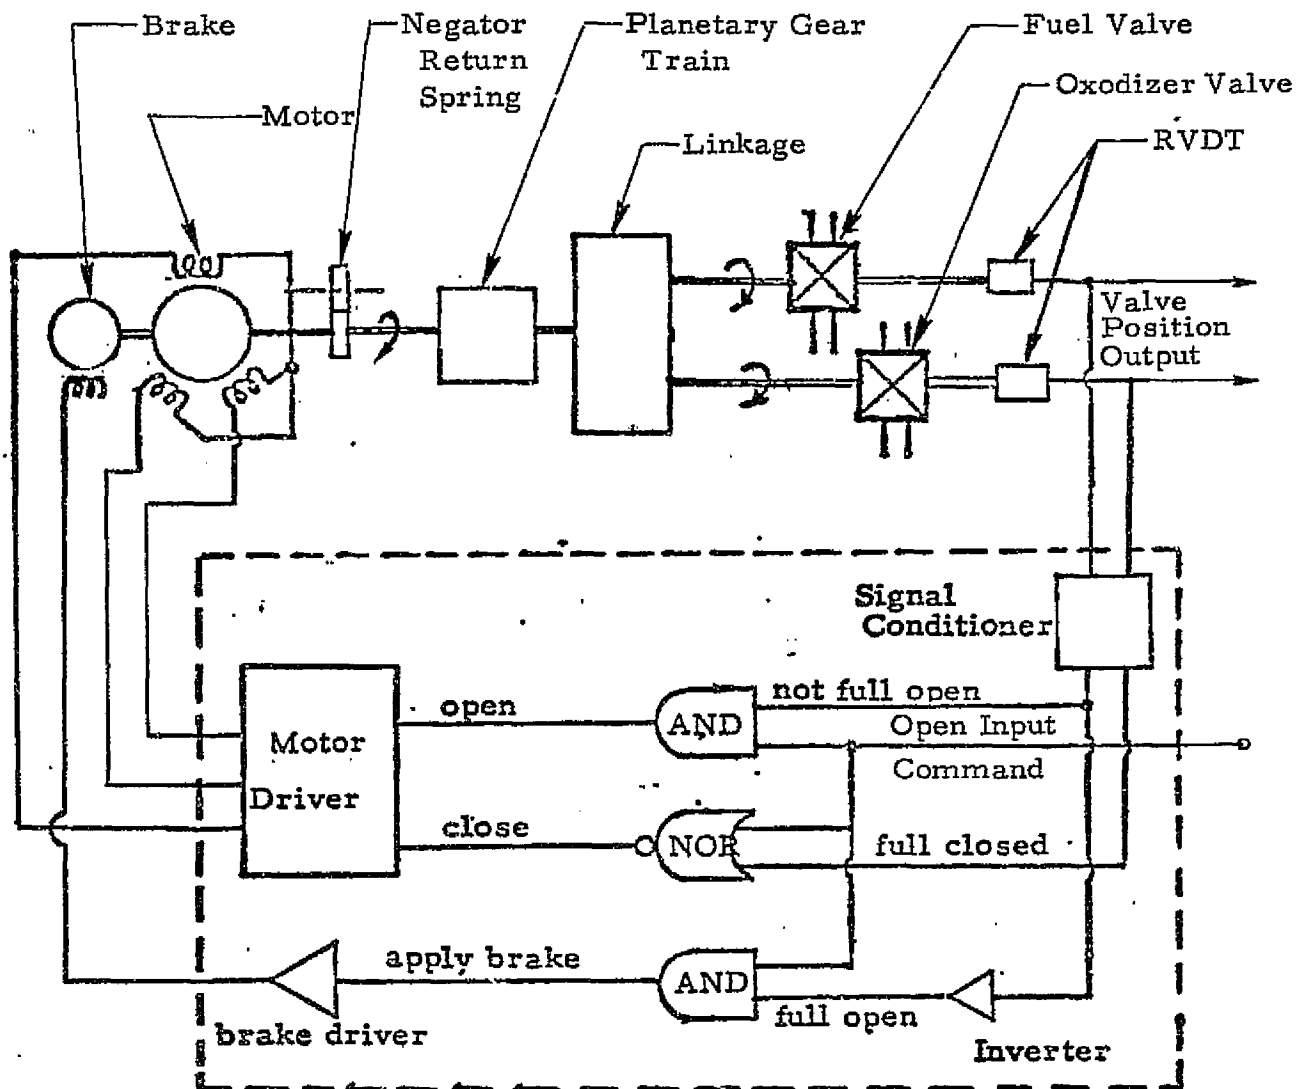 Brake
Negator
Return
Spring
Planetary Gear
Train
Fuel Valve
Oxodizer Valve
Motor
Linkage
RVDT
Valve
Position
Output
Signal
Conditioner
not full open
open
AND
Open Input
Command
Motor
Driver
close
NOR
full closed
apply brake
AND
full open
brake driver
Inverter